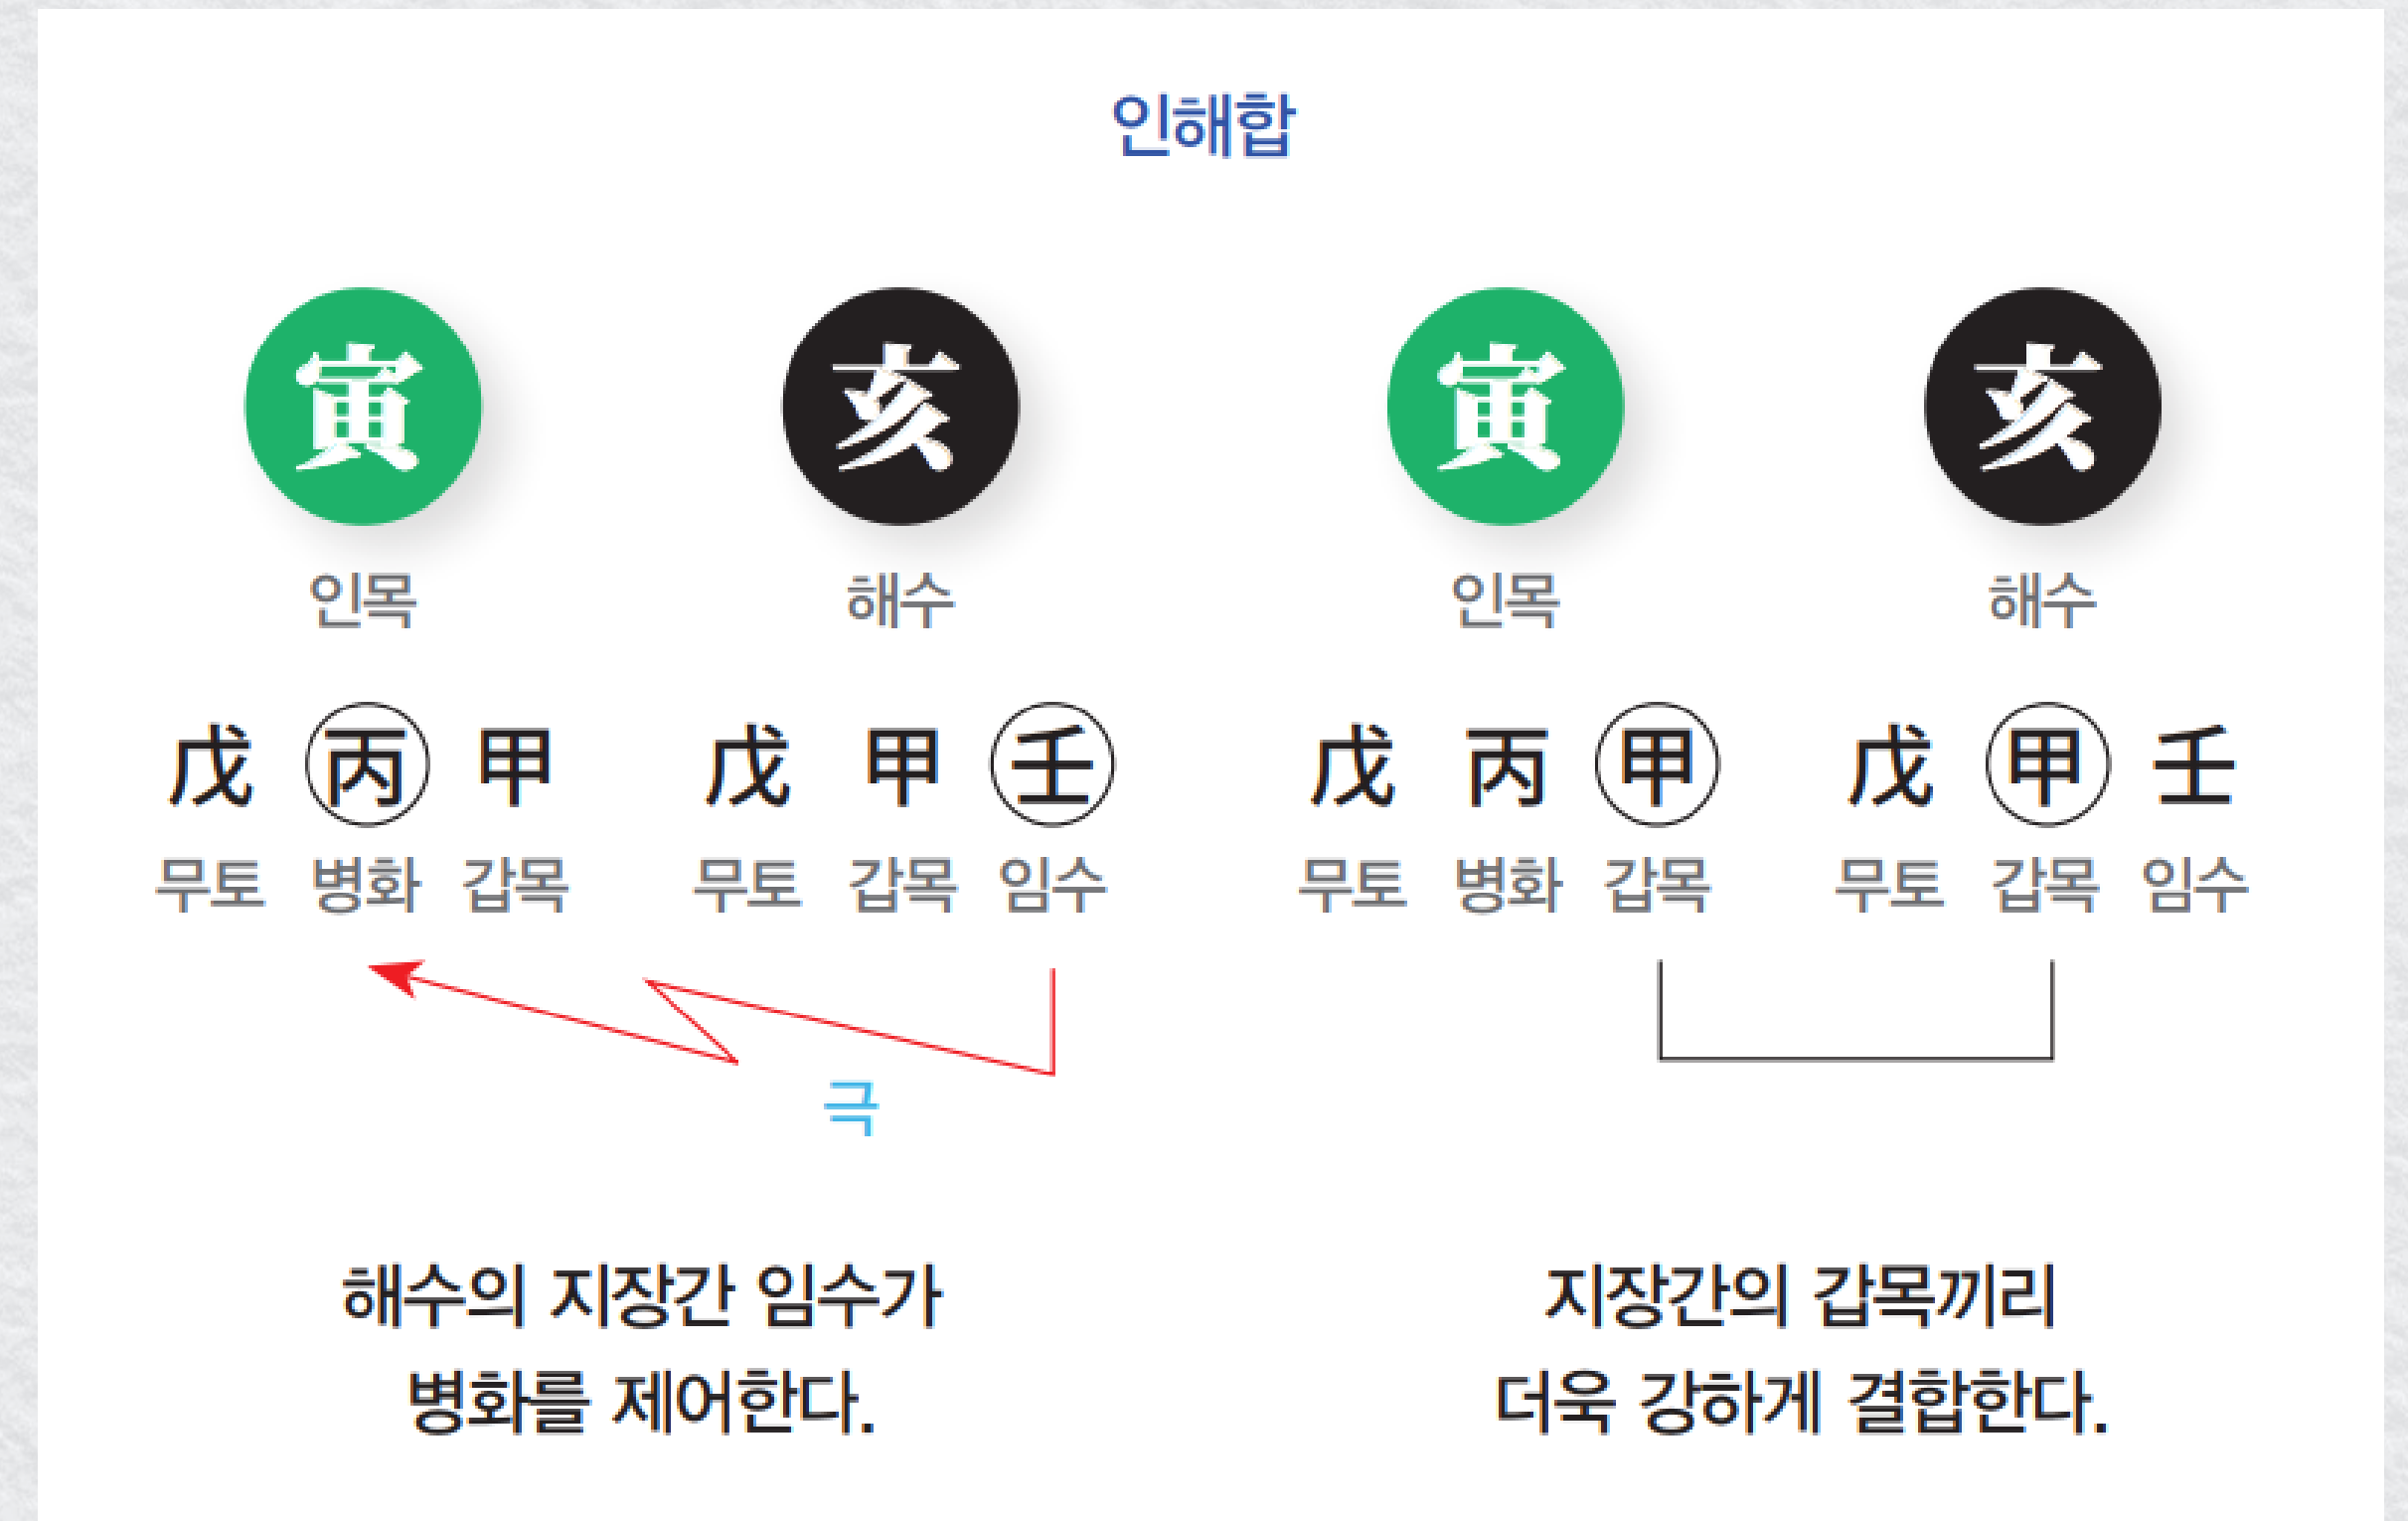 인해합
寅 亥 寅 亥
인목 해수 인목 해수
戊 丙 甲 戊 甲 壬 戊 丙 甲 戊 甲 壬
무토 병화 갑목 무토 갑목 임수 무토 병화 갑목 무토 갑목 임수
극
해수의 지장간 임수가
병화를 제어한다.
지장간의 갑목끼리
더욱 강하게 결합한다.